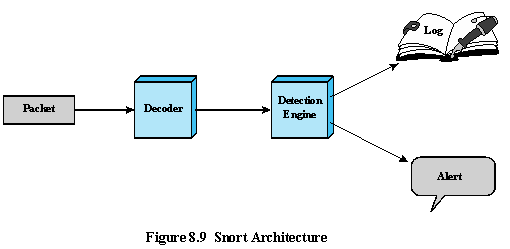 Log
Packet
Decoder
Detection
Engine
Alert
Figure 8.9 Snort Architecture